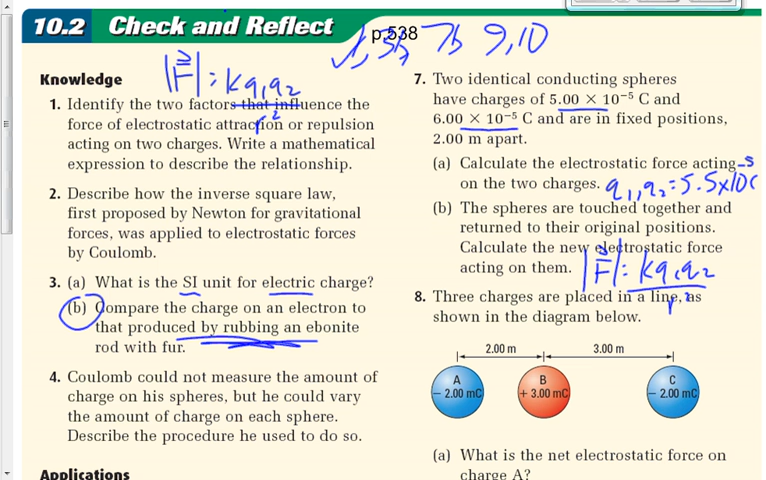 10.2 Check and Reflect
p.538
1, 3b, 7b 9,10
Knowledge
|F| = kq₁q₂
r²
1. Identify the two factors that influence the
force of electrostatic attraction or repulsion
acting on two charges. Write a mathematical
expression to describe the relationship.
2. Describe how the inverse square law,
first proposed by Newton for gravitational
forces, was applied to electrostatic forces
by Coulomb.
3. (a) What is the SI unit for electric charge?
(b) Compare the charge on an electron to
that produced by rubbing an ebonite
rod with fur.
4. Coulomb could not measure the amount of
charge on his spheres, but he could vary
the amount of charge on each sphere.
Describe the procedure he used to do so.
Applications
7. Two identical conducting spheres
have charges of 5.00 × 10⁻⁵ C and
6.00 × 10⁻⁵ C and are in fixed positions,
2.00 m apart.
(a) Calculate the electrostatic force acting
on the two charges.
q₁, q₂ = 5.5x10⁻⁵ C
(b) The spheres are touched together and
returned to their original positions.
Calculate the new electrostatic force
acting on them.
|F| = kq₁q₂
r²
8. Three charges are placed in a line, as
shown in the diagram below.
2.00 m 3.00 m
A B C
− 2.00 mC + 3.00 mC − 2.00 mC
(a) What is the net electrostatic force on
charge A?